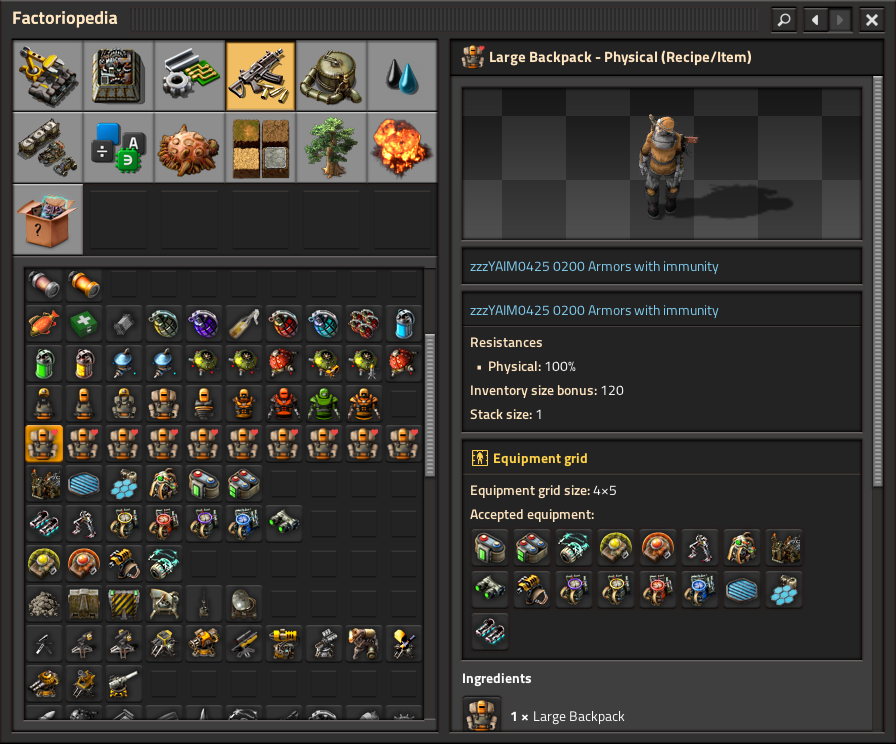 Factoriopedia
Large Backpack - Physical (Recipe/Item)
÷ A
?
zzzYAIM0425 0200 Armors with immunity
zzzYAIM0425 0200 Armors with immunity
Resistances
▪ Physical: 100%
Inventory size bonus: 120
Stack size: 1
Equipment grid
Equipment grid size: 4×5
Accepted equipment:
Ingredients
1 × Large Backpack